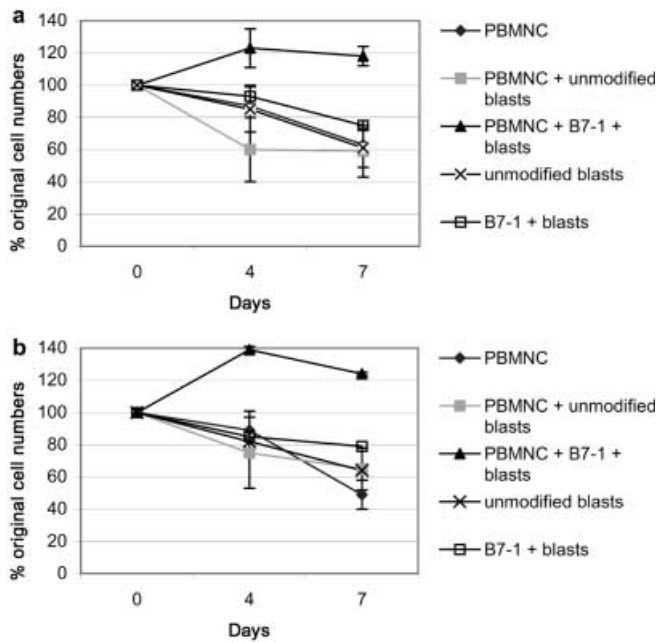 a
140
120
100
80
60
40
20
0
% original cell numbers
0 4 7
Days
PBMNC
PBMNC + unmodified
blasts
PBMNC + B7-1 +
blasts
unmodified blasts
B7-1 + blasts
b
140
120
100
80
60
40
20
0
% original cell numbers
0 4 7
Days
PBMNC
PBMNC + unmodified
blasts
PBMNC + B7-1 +
blasts
unmodified blasts
B7-1 + blasts